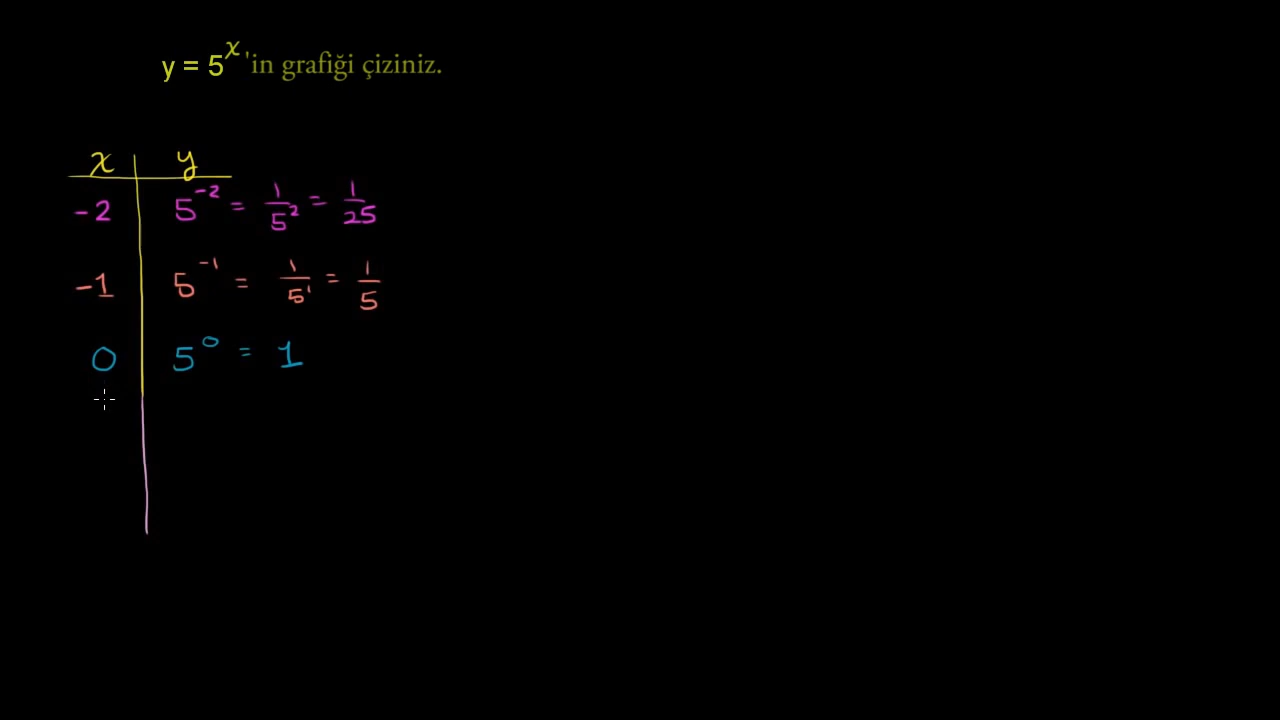 y = 5^x 'in grafiği çiziniz.
x y
-2 5^-2 = 1/5^2 = 1/25
-1 5^-1 = 1/5^1 = 1/5
0 5^0 = 1